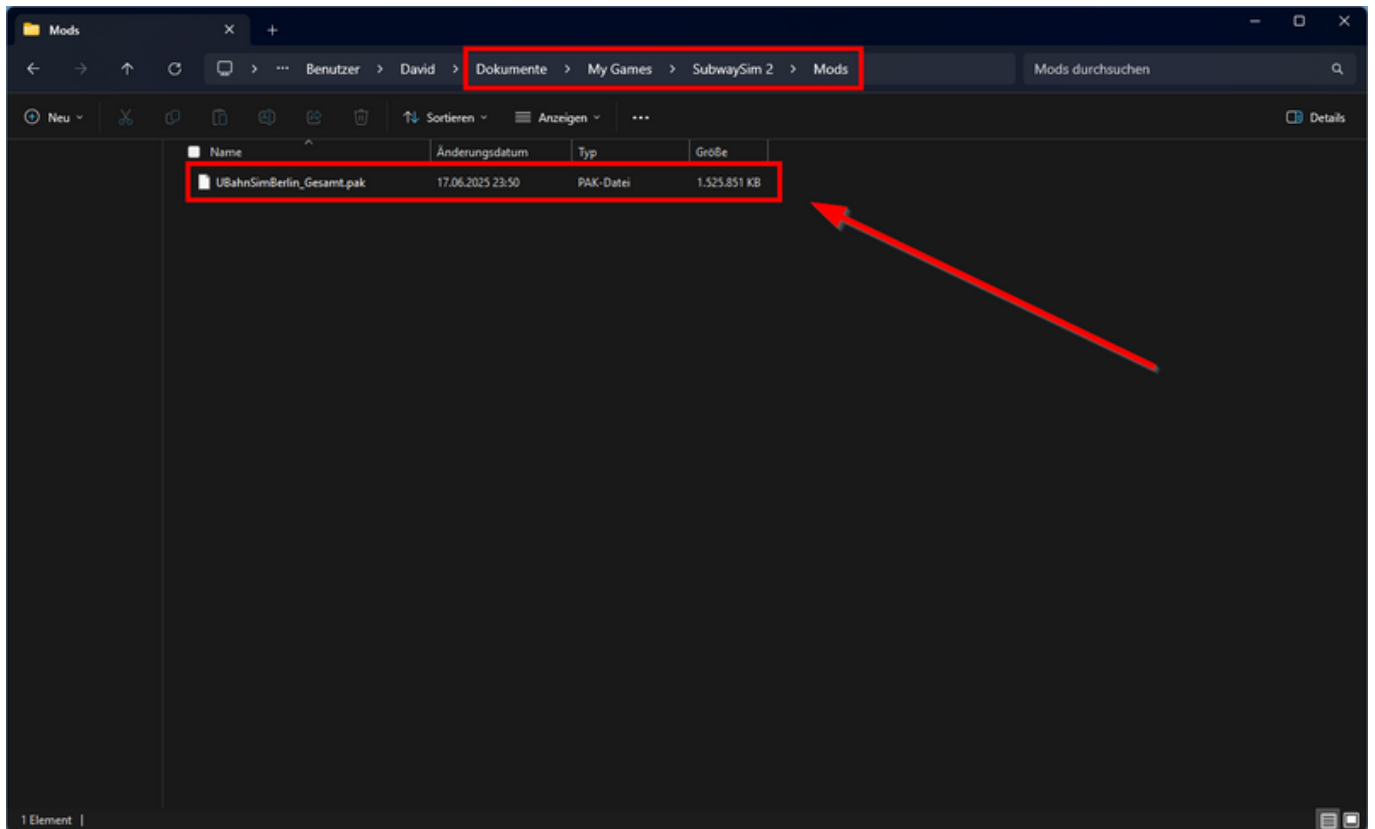 Mods
Benutzer > David > Dokumente > My Games > SubwaySim 2 > Mods
Mods durchsuchen
Neu
Sortieren
Anzeigen
Details
Name Änderungsdatum Typ Größe
UBahnSimBerlin_Gesamt.pak 17.06.2025 23:50 PAK-Datei 1.525.851 KB
1 Element